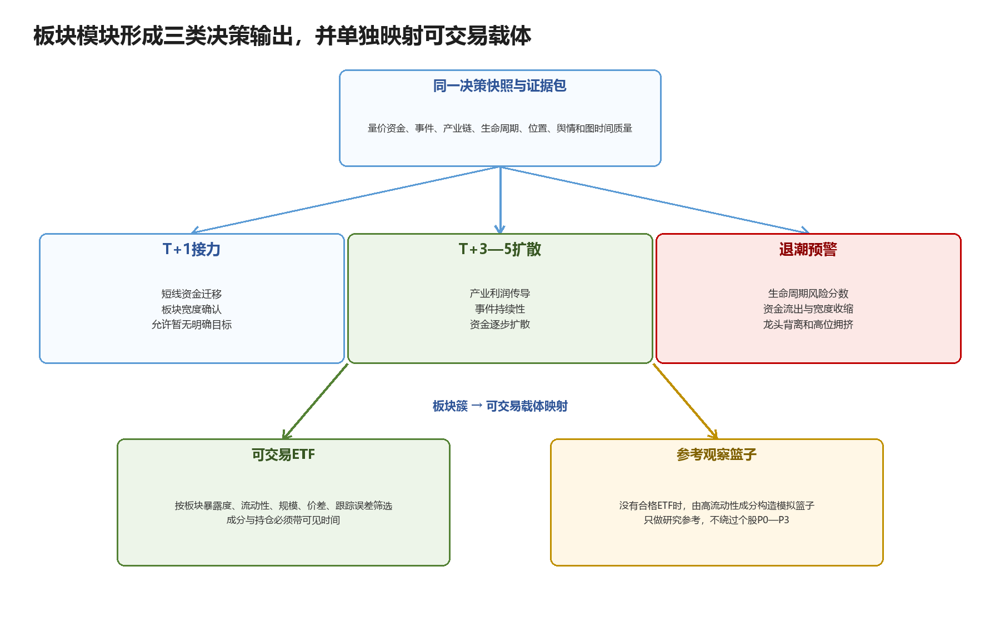 板块模块形成三类决策输出，并单独映射可交易载体
同一决策快照与证据包
量价资金、事件、产业链、生命周期、位置、舆情和图时间质量
T+1接力
短线资金迁移
板块宽度确认
允许暂无明确目标
T+3—5扩散
产业利润传导
事件持续性
资金逐步扩散
退潮预警
生命周期风险分数
资金流出与宽度收缩
龙头背离和高位拥挤
板块簇 → 可交易载体映射
可交易ETF
按板块暴露度、流动性、规模、价差、跟踪误差筛选
成分与持仓必须带可见时间
参考观察篮子
没有合格ETF时，由高流动性成分构造模拟篮子
只做研究参考，不绕过个股P0—P3